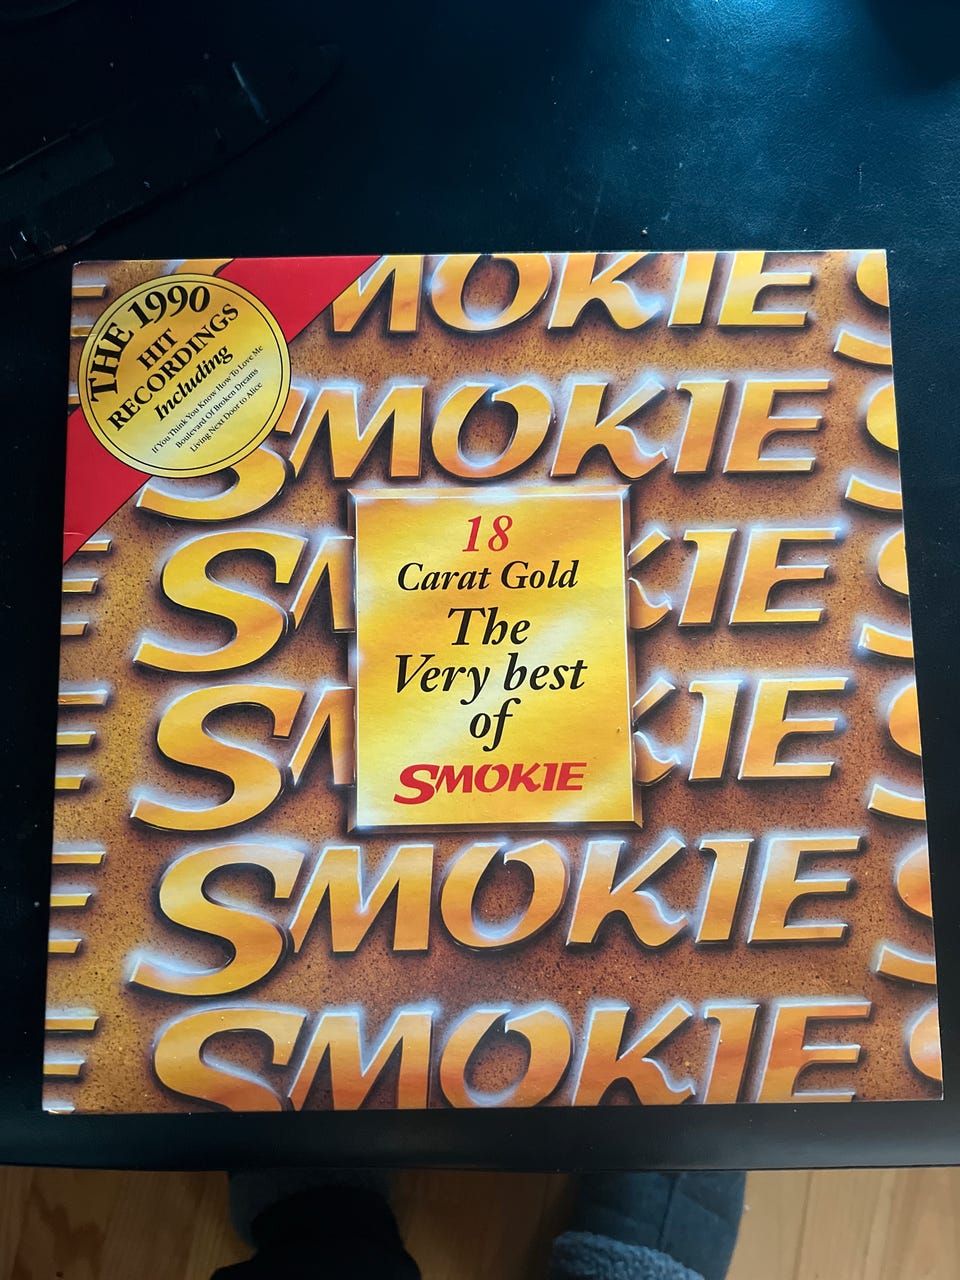 THE 1990
HIT
RECORDINGS
Including
If You Think You Know How To Love Me
Boulevard Of Broken Dreams
Living Next Door to Alice
SMOKIE
SMOKIE
18
Carat Gold
The
Very best
of
SMOKIE
SMOKIE
SMOKIE